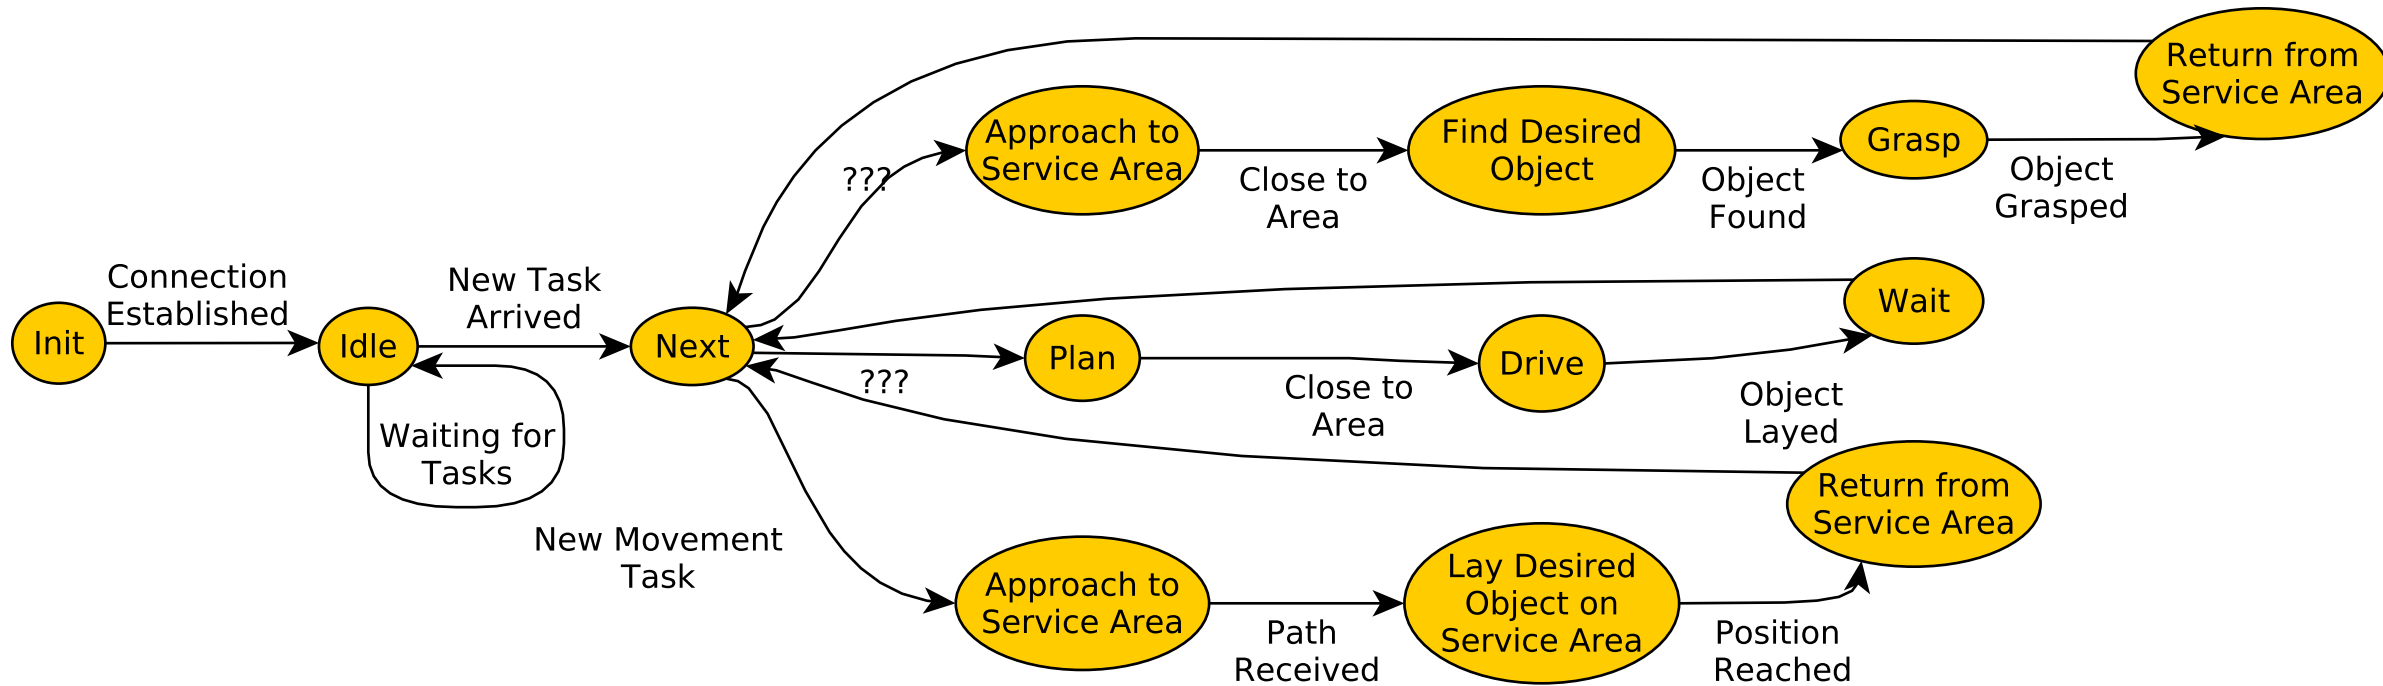 Return from
Service Area
Approach to
Service Area
Find Desired
Object
Grasp
???
Close to
Area
Object
Found
Object
Grasped
Connection
Established
New Task
Arrived
Wait
Init
Idle
Next
Plan
Drive
???
Close to
Area
Object
Layed
Waiting for
Tasks
Return from
Service Area
New Movement
Task
Approach to
Service Area
Lay Desired
Object on
Service Area
Path
Received
Position
Reached